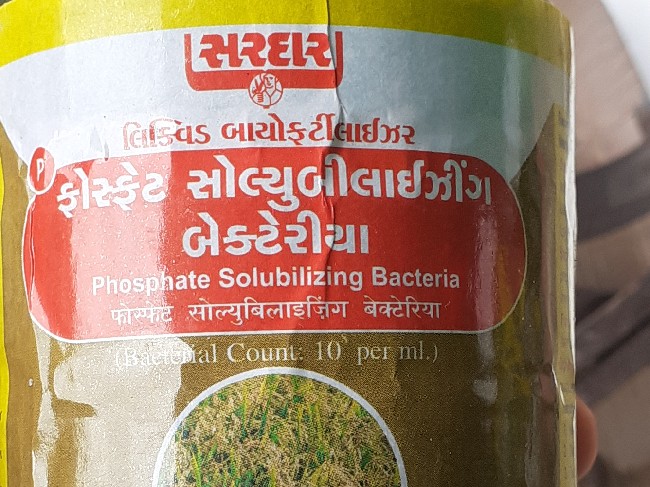 સરદાર
લિક્વિડ બાયોફર્ટીલાઈઝર
P
ફોસ્ફેટ સોલ્યુબીલાઈઝીંગ
બેક્ટેરીયા
Phosphate Solubilizing Bacteria
फोस्फेट सोल्युबिलाइज़िंग बेक्टेरिया
(Bacterial Count: 10 per ml.)